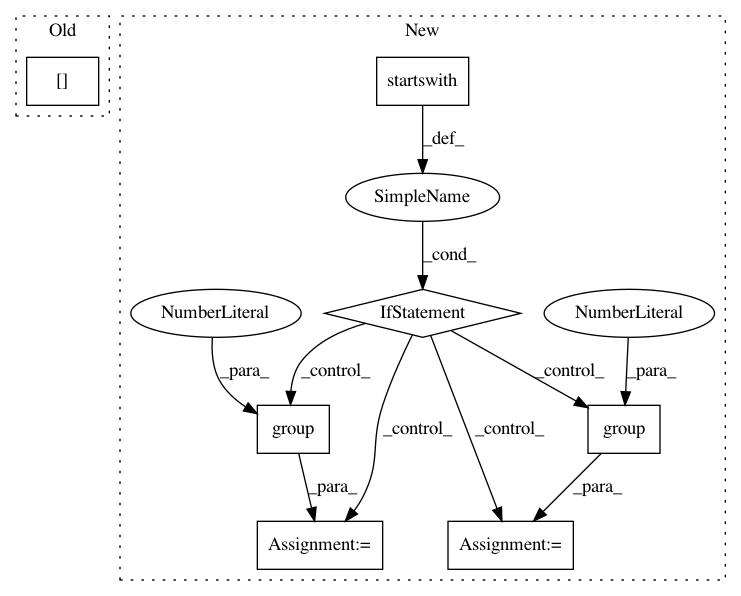 Old
New
[]
startswith
_def_
SimpleName
_cond_
NumberLiteral
IfStatement
NumberLiteral
_para_
_control_
_control_
_para_
group
_control_
_control_
group
_para_
_para_
Assignment:=
Assignment:=